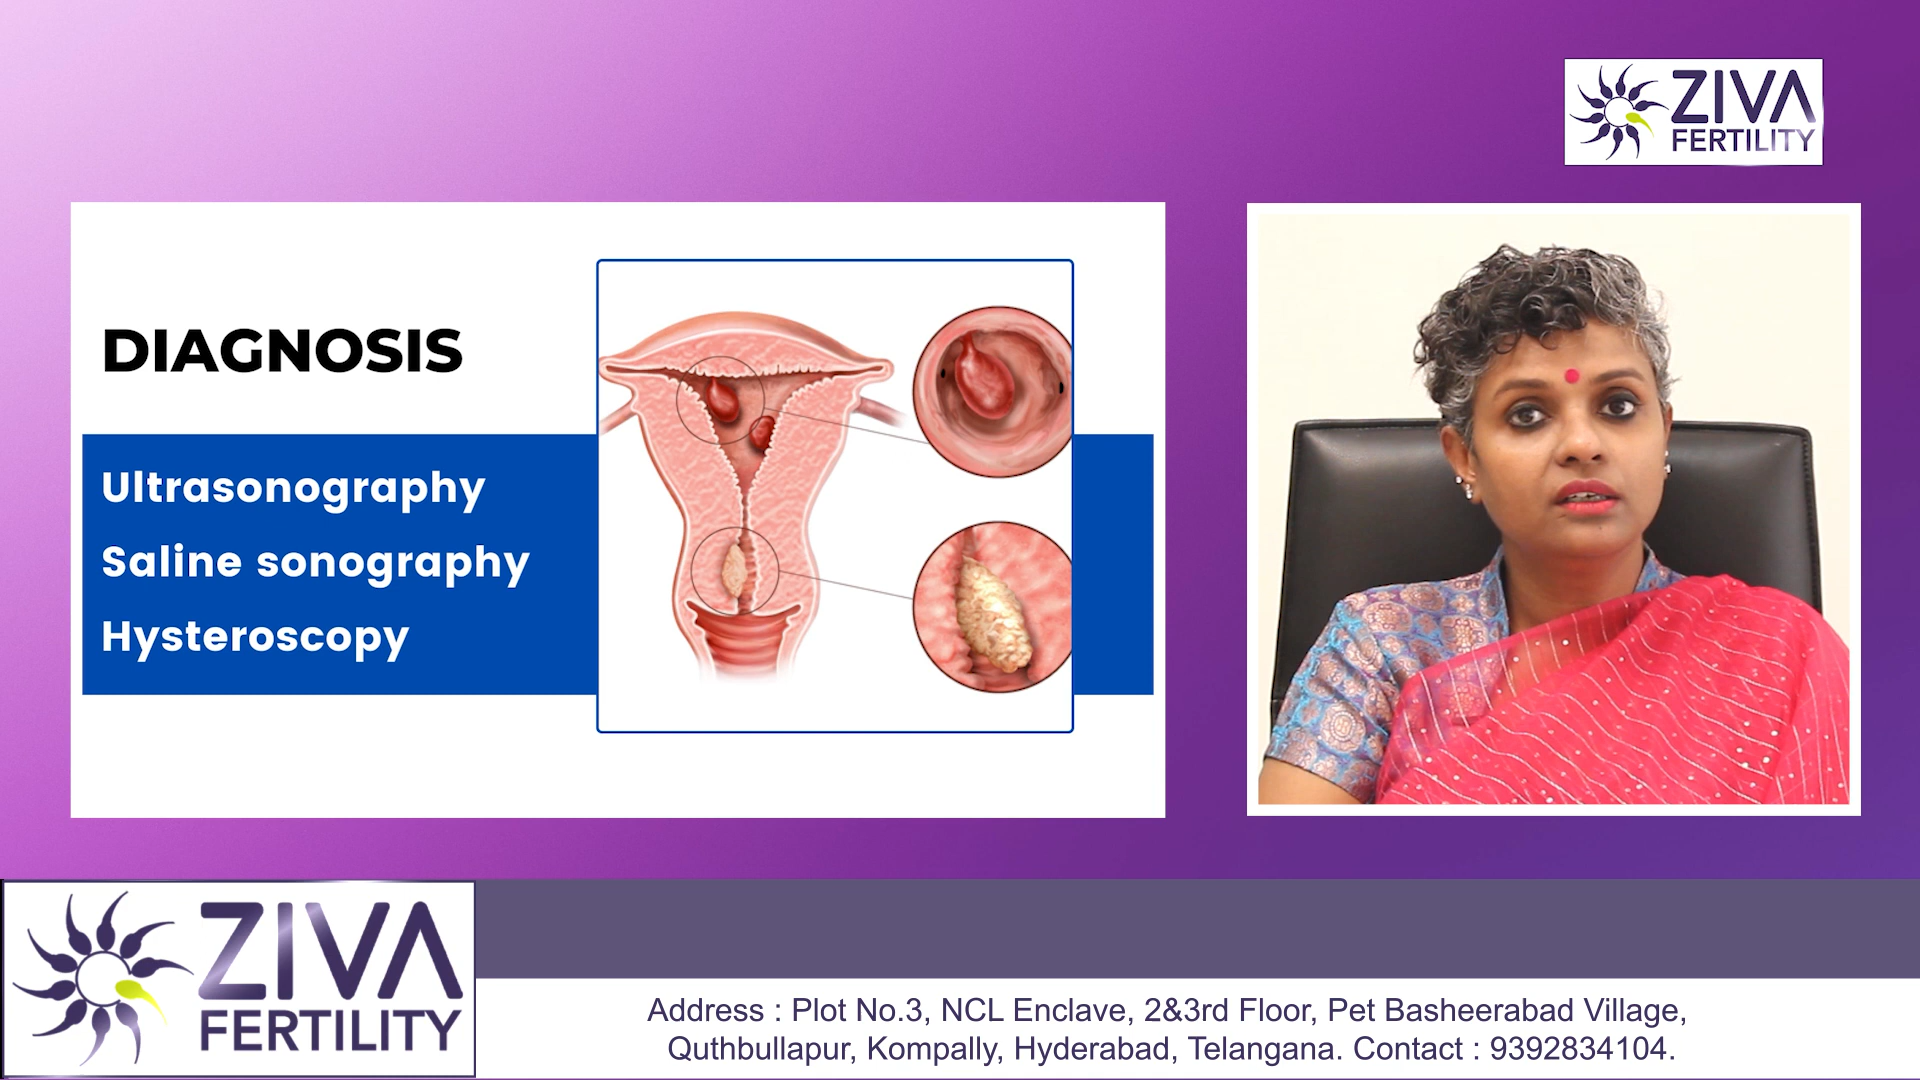 ZIVA
FERTILITY
DIAGNOSIS
Ultrasonography
Saline sonography
Hysteroscopy
ZIVA
FERTILITY
Address : Plot No.3, NCL Enclave, 2&3rd Floor, Pet Basheerabad Village,
Quthbullapur, Kompally, Hyderabad, Telangana. Contact : 9392834104.